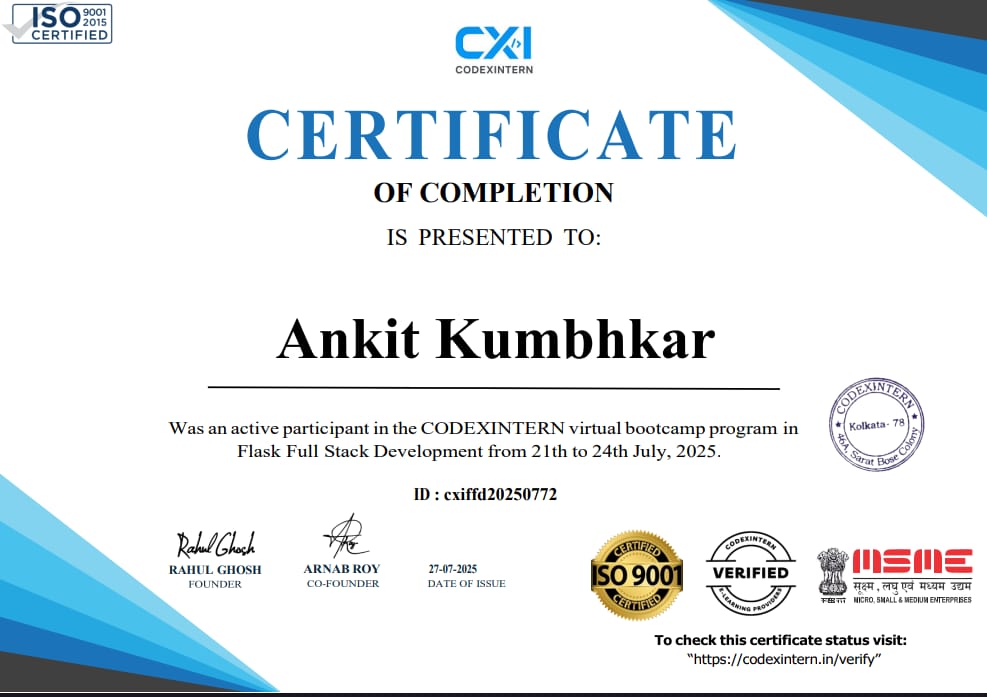 ISO 9001
2015
CERTIFIED
CXI
CODEXINTERN
CERTIFICATE
OF COMPLETION
IS PRESENTED TO:
Ankit Kumbhkar
Was an active participant in the CODEXINTERN virtual bootcamp program in
Flask Full Stack Development from 21th to 24th July, 2025.
ID : cxiffd20250772
CODEXINTERN
Kolkata- 78
46A, Sarat Bose Colony
Rahul Ghosh
RAHUL GHOSH
FOUNDER
ARNAB ROY
CO-FOUNDER
27-07-2025
DATE OF ISSUE
CERTIFIED
ISO 9001
CERTIFIED
CODEXINTERN
VERIFIED
E-LEARNING PROVIDERS
MSME
सूक्ष्म, लघु एवं मध्यम उद्यम
MICRO, SMALL & MEDIUM ENTERPRISES
To check this certificate status visit:
“https://codexintern.in/verify”